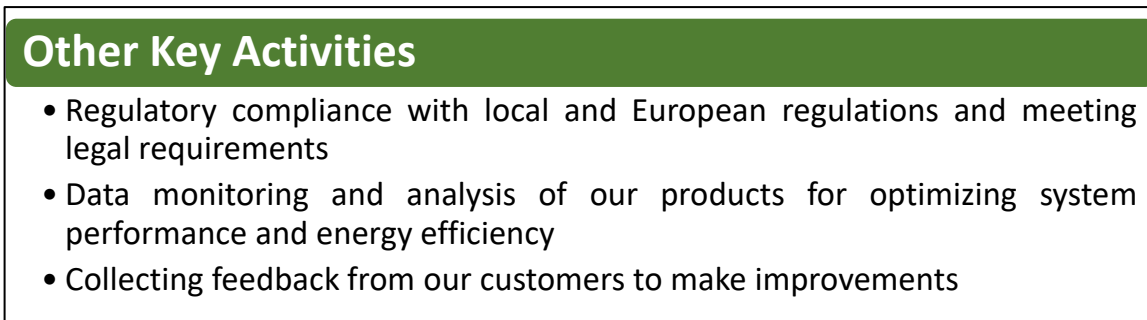 Other Key Activities
• Regulatory compliance with local and European regulations and meeting
legal requirements
• Data monitoring and analysis of our products for optimizing system
performance and energy efficiency
• Collecting feedback from our customers to make improvements